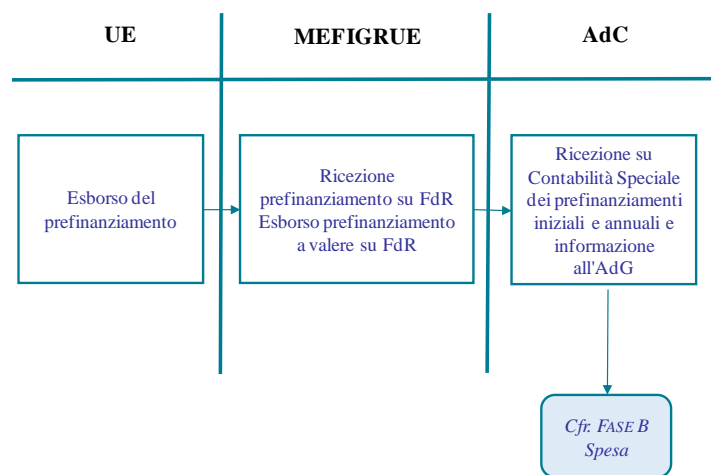 UE
MEFIGRUE
AdC
Esborso del
prefinanziamento
Ricezione
prefinanziamento su FdR
Esborso prefinanziamento
a valere su FdR
Ricezione su
Contabilità Speciale
dei prefinanziamenti
iniziali e annuali e
informazione
all'AdG
Cfr. FASE B
Spesa